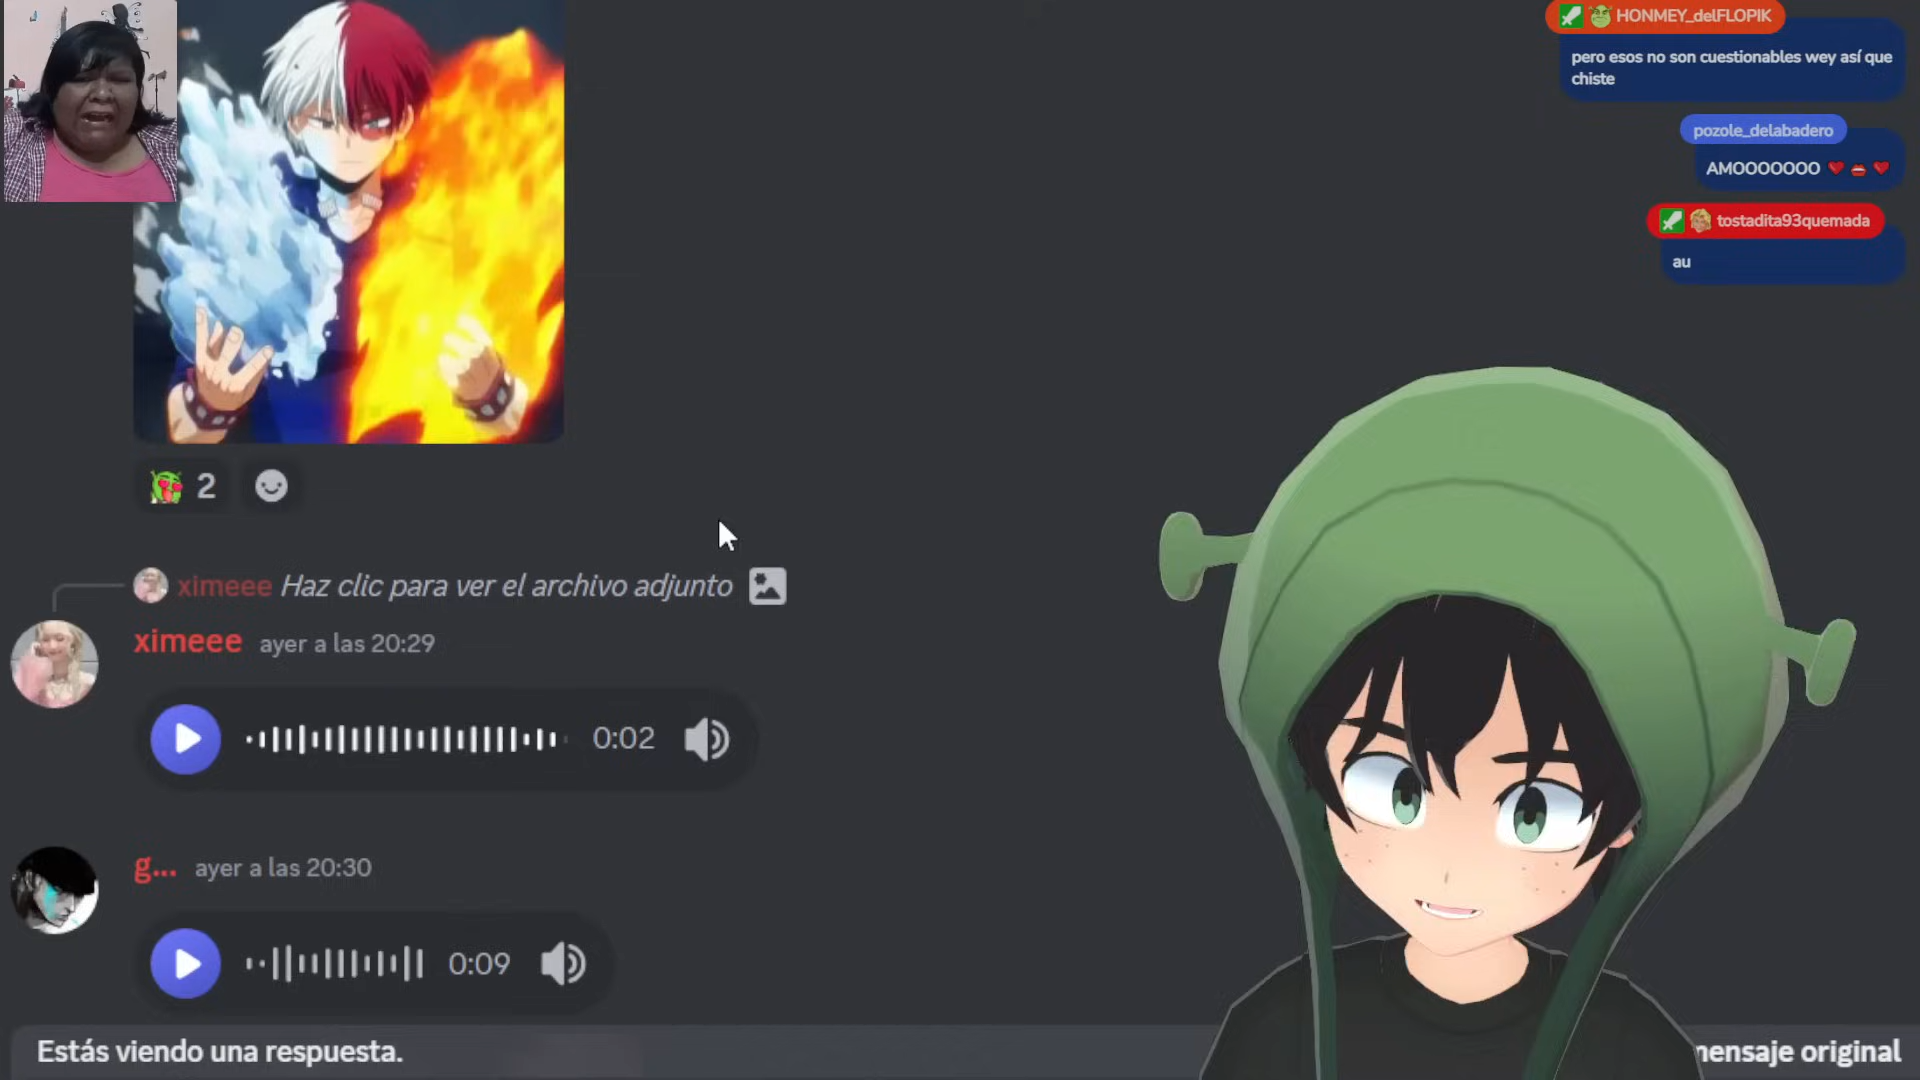 HONMEY_delFLOPIK
pero esos no son cuestionables wey así que
chiste
pozole_delabadero
AMOOOOOOO ❤️ 👄 ❤️
tostadita93quemada
au
2
ximeee Haz clic para ver el archivo adjunto
ximeee ayer a las 20:29
0:02
g... ayer a las 20:30
0:09
Estás viendo una respuesta.
mensaje original